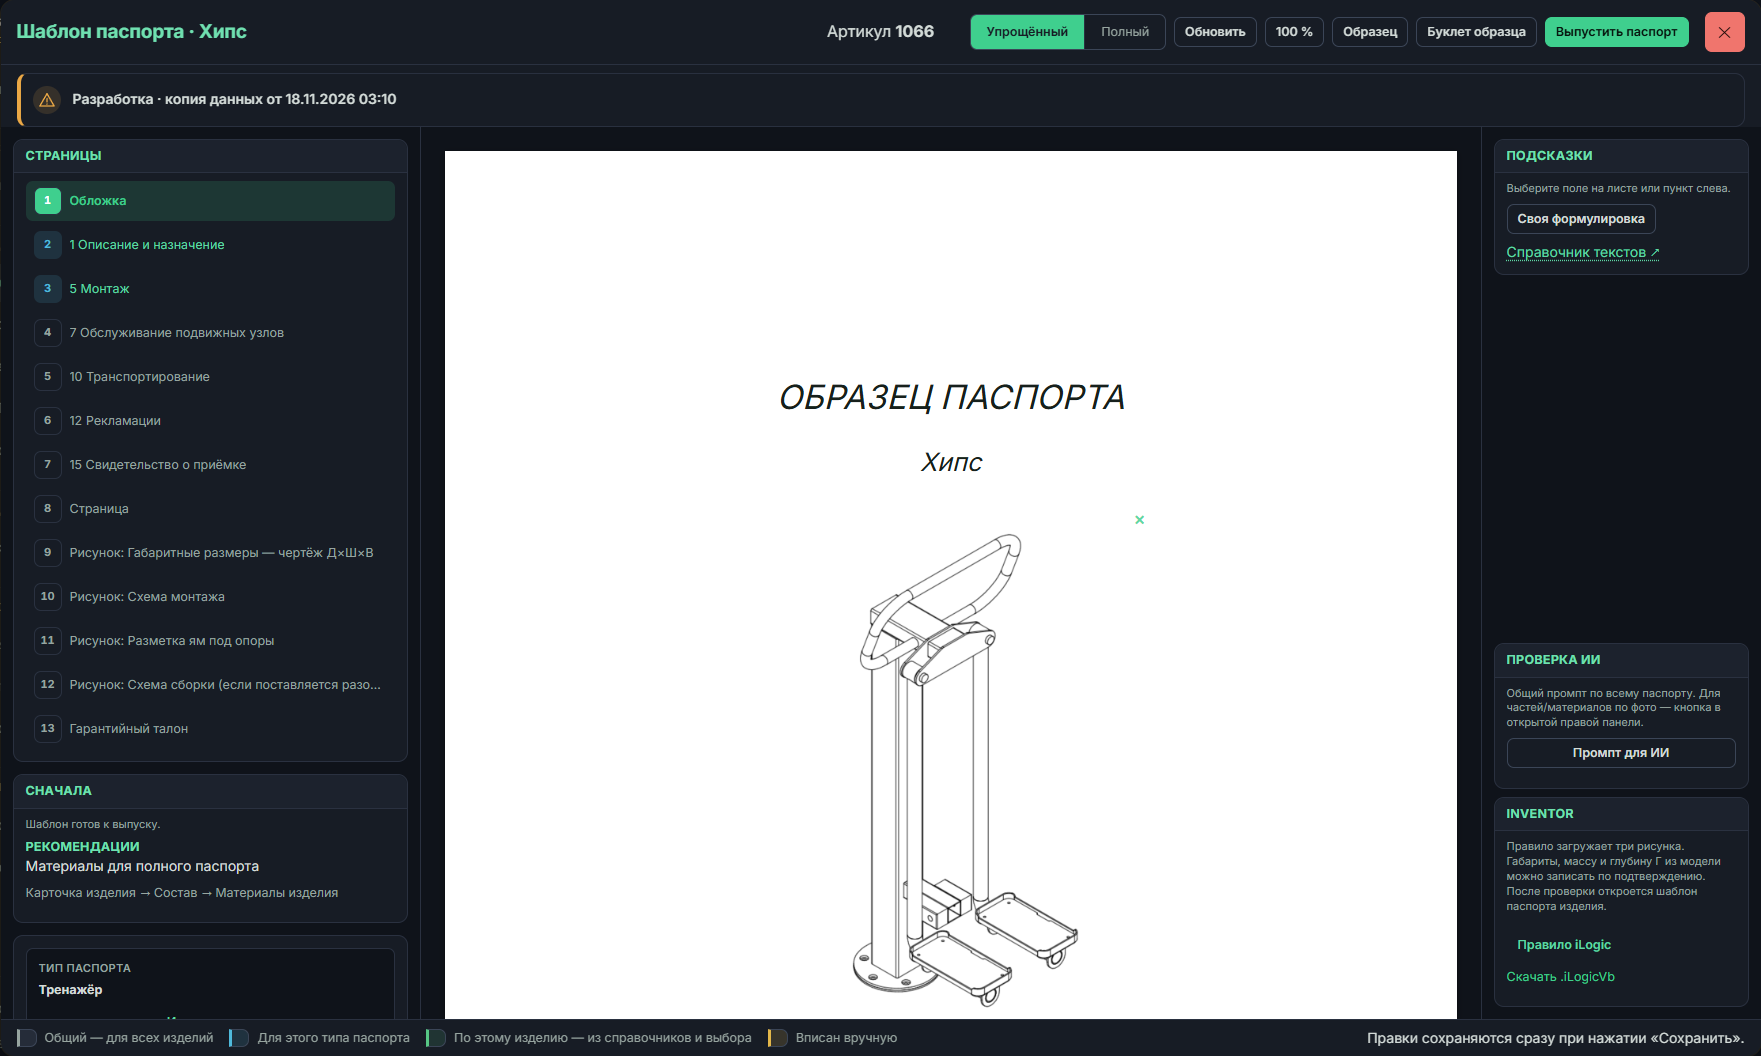 Шаблон паспорта · Хипс
Артикул 1066
Упрощённый
Полный
Обновить
100 %
Образец
Буклет образца
Выпустить паспорт
Разработка · копия данных от 18.11.2026 03:10
СТРАНИЦЫ
1 Обложка
2 1 Описание и назначение
3 5 Монтаж
4 7 Обслуживание подвижных узлов
5 10 Транспортирование
6 12 Рекламации
7 15 Свидетельство о приёмке
8 Страница
9 Рисунок: Габаритные размеры — чертёж Д×Ш×В
10 Рисунок: Схема монтажа
11 Рисунок: Разметка ям под опоры
12 Рисунок: Схема сборки (если поставляется разо...
13 Гарантийный талон
СНАЧАЛА
Шаблон готов к выпуску.
РЕКОМЕНДАЦИИ
Материалы для полного паспорта
Карточка изделия → Состав → Материалы изделия
ТИП ПАСПОРТА
Тренажёр
ОБРАЗЕЦ ПАСПОРТА
Хипс
ПОДСКАЗКИ
Выберите поле на листе или пункт слева.
Своя формулировка
Справочник текстов ↗
ПРОВЕРКА ИИ
Общий промпт по всему паспорту. Для
частей/материалов по фото — кнопка в
открытой правой панели.
Промпт для ИИ
INVENTOR
Правило загружает три рисунка.
Габариты, массу и глубину Г из модели
можно записать по подтверждению.
После проверки откроется шаблон
паспорта изделия.
Правило iLogic
Скачать .iLogicVb
Общий — для всех изделий
Для этого типа паспорта
По этому изделию — из справочников и выбора
Вписан вручную
Правки сохраняются сразу при нажатии «Сохранить».